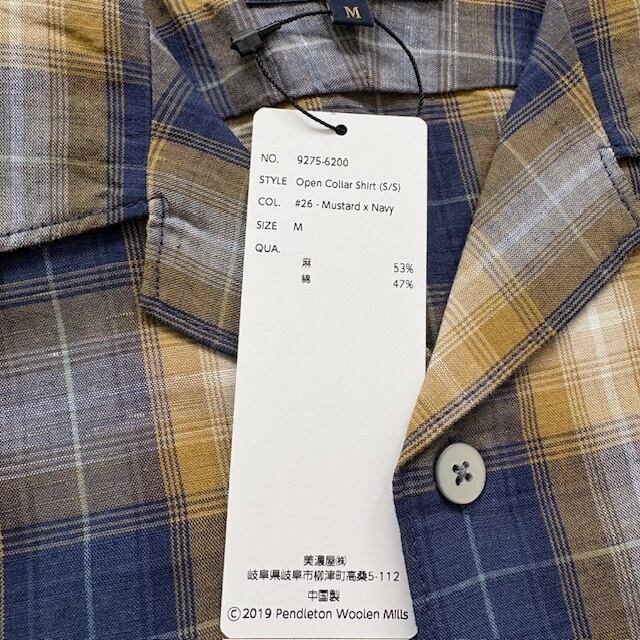 M
NO. 9275-6200
STYLE Open Collar Shirt (S/S)
COL. #26 - Mustard x Navy
SIZE M
QUA.
麻 53%
綿 47%
美濃屋㈱
岐阜県岐阜市柳津町高桑5-112
中国製
©2019 Pendleton Woolen Mills